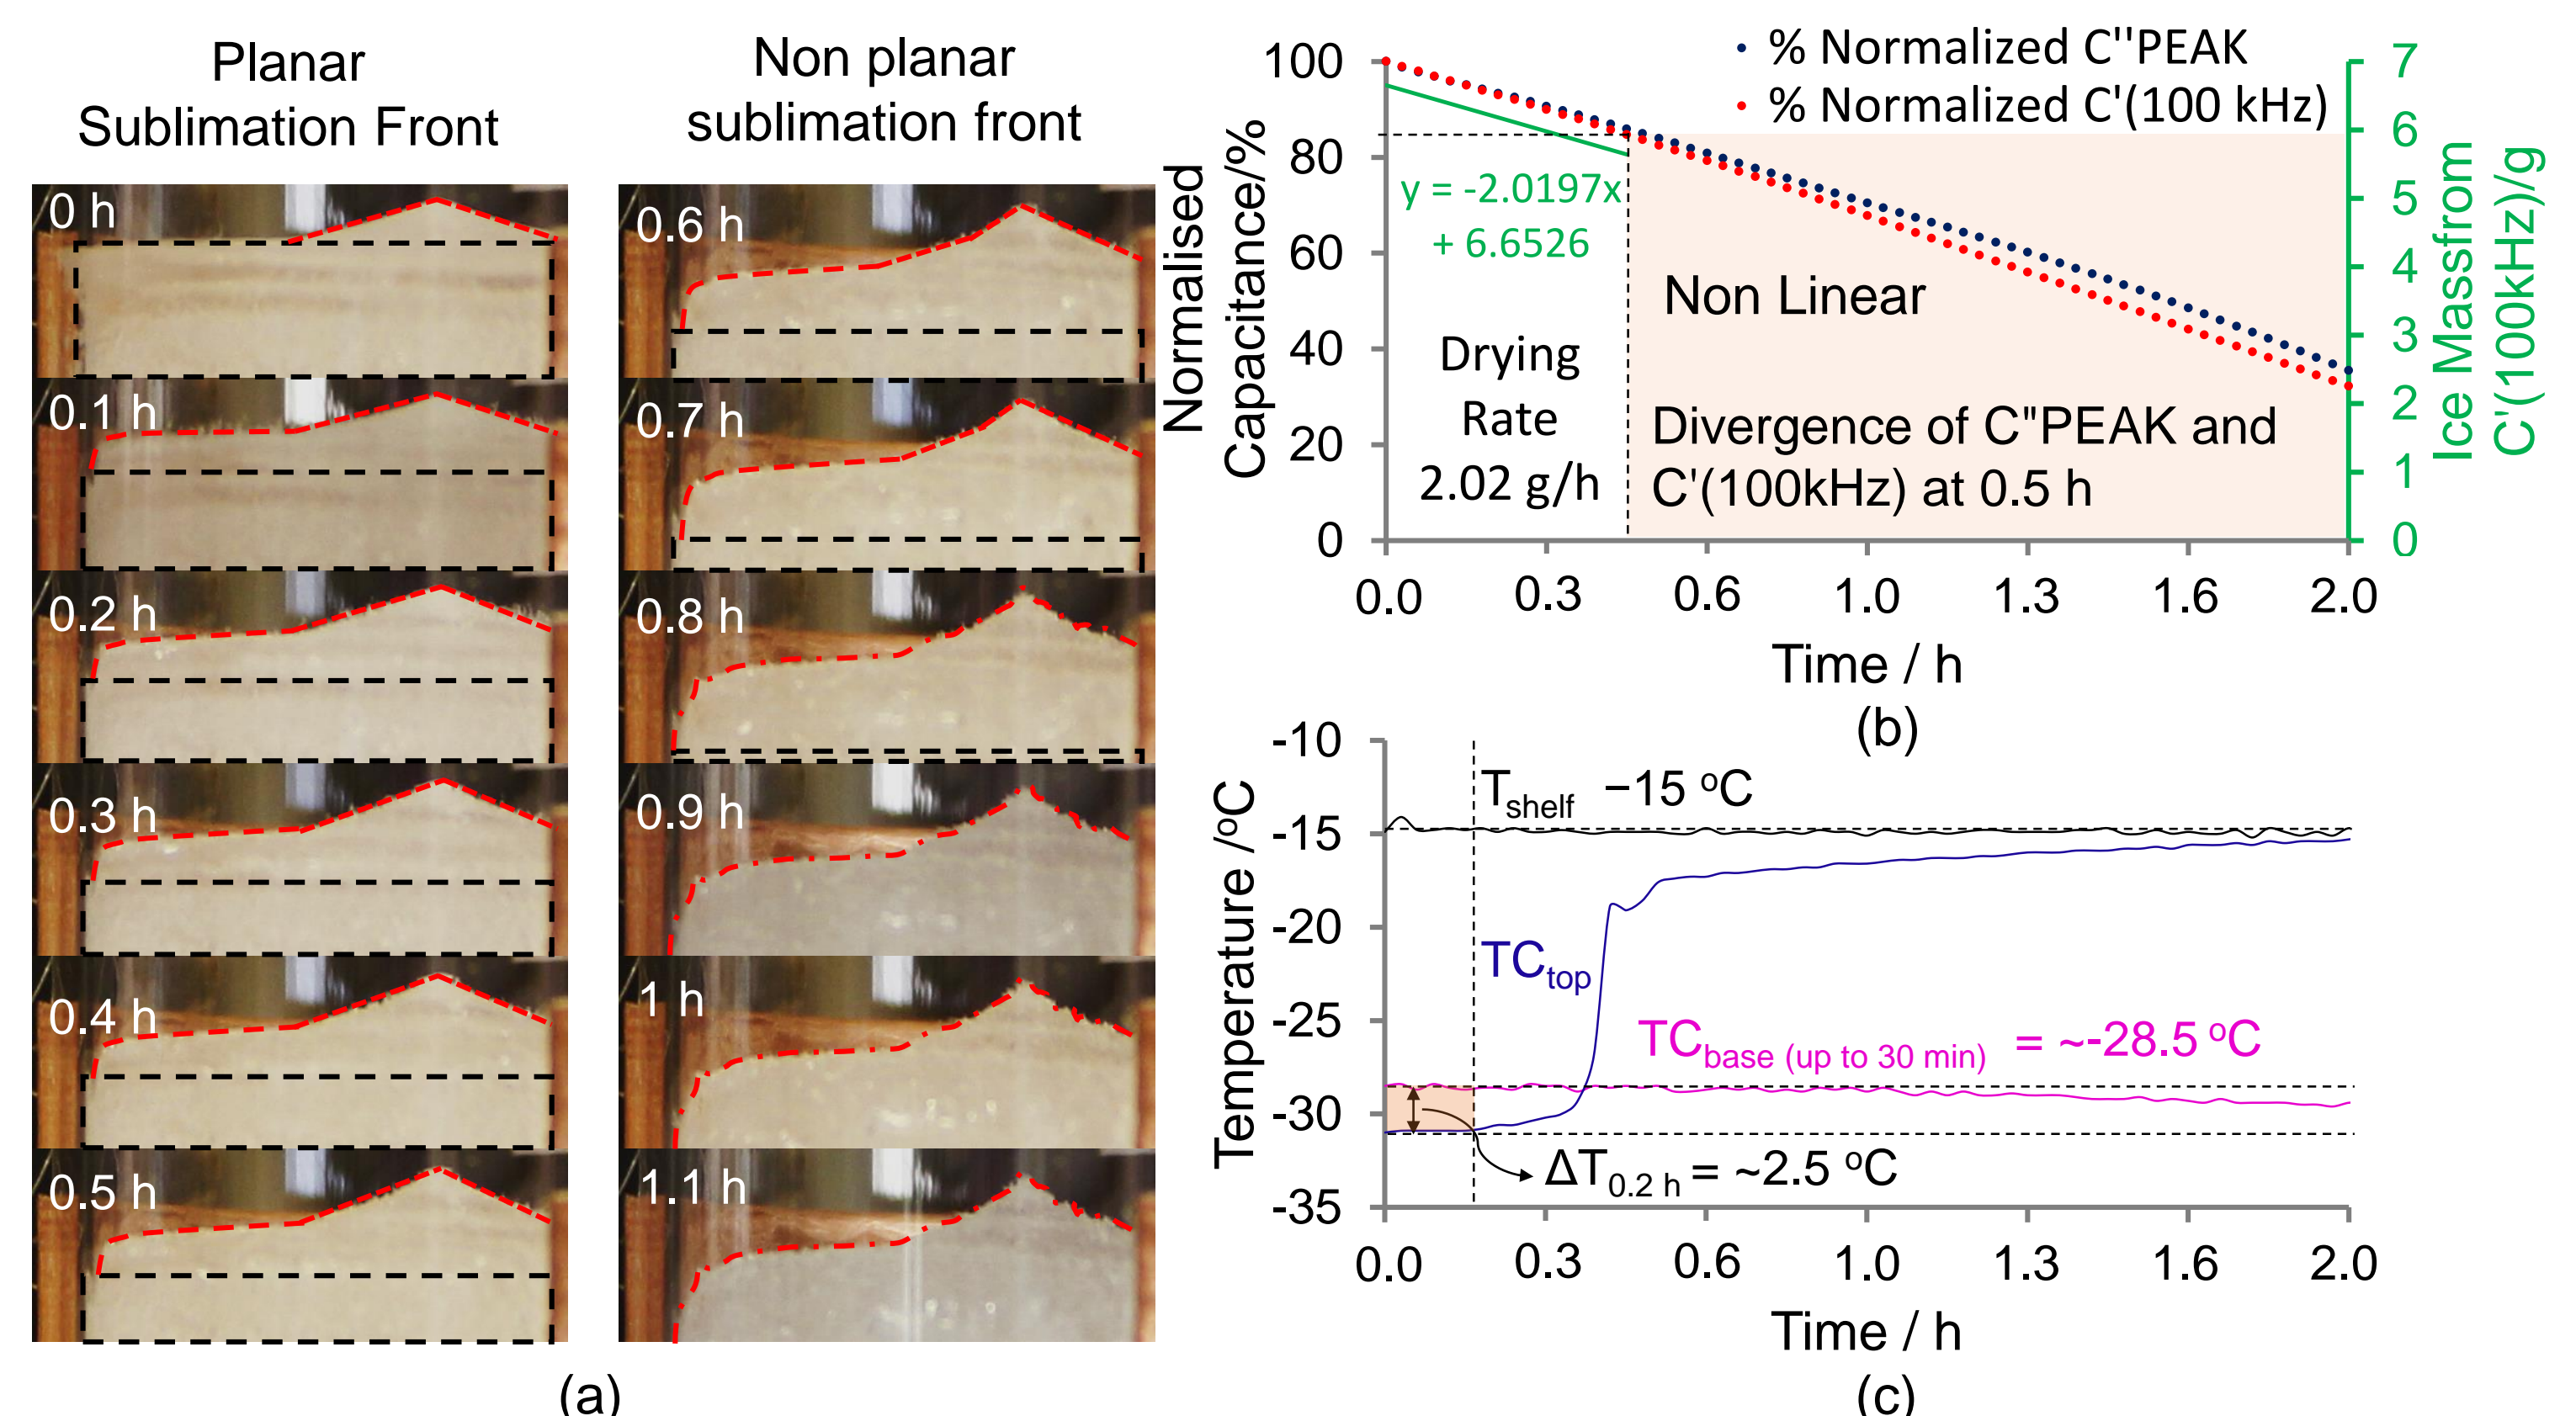 Planar
Sublimation Front
Non planar
sublimation front
0 h
0.1 h
0.2 h
0.3 h
0.4 h
0.5 h
0.6 h
0.7 h
0.8 h
0.9 h
1 h
1.1 h
(a)
% Normalized C''PEAK
% Normalized C'(100 kHz)
Normalised
Capacitance/%
100
80
60
40
20
0
y = -2.0197x
+ 6.6526
Drying
Rate
2.02 g/h
Non Linear
Divergence of C"PEAK and
C'(100kHz) at 0.5 h
7
6
5
4
3
2
1
0
Ice Massfrom
C'(100kHz)/g
0.0 0.3 0.6 1.0 1.3 1.6 2.0
Time / h
(b)
Temperature /ºC
-10
-15
-20
-25
-30
-35
Tshelf −15 ºC
TCtop
TCbase (up to 30 min) = ~-28.5 ºC
ΔT0.2 h = ~2.5 ºC
0.0 0.3 0.6 1.0 1.3 1.6 2.0
Time / h
(c)